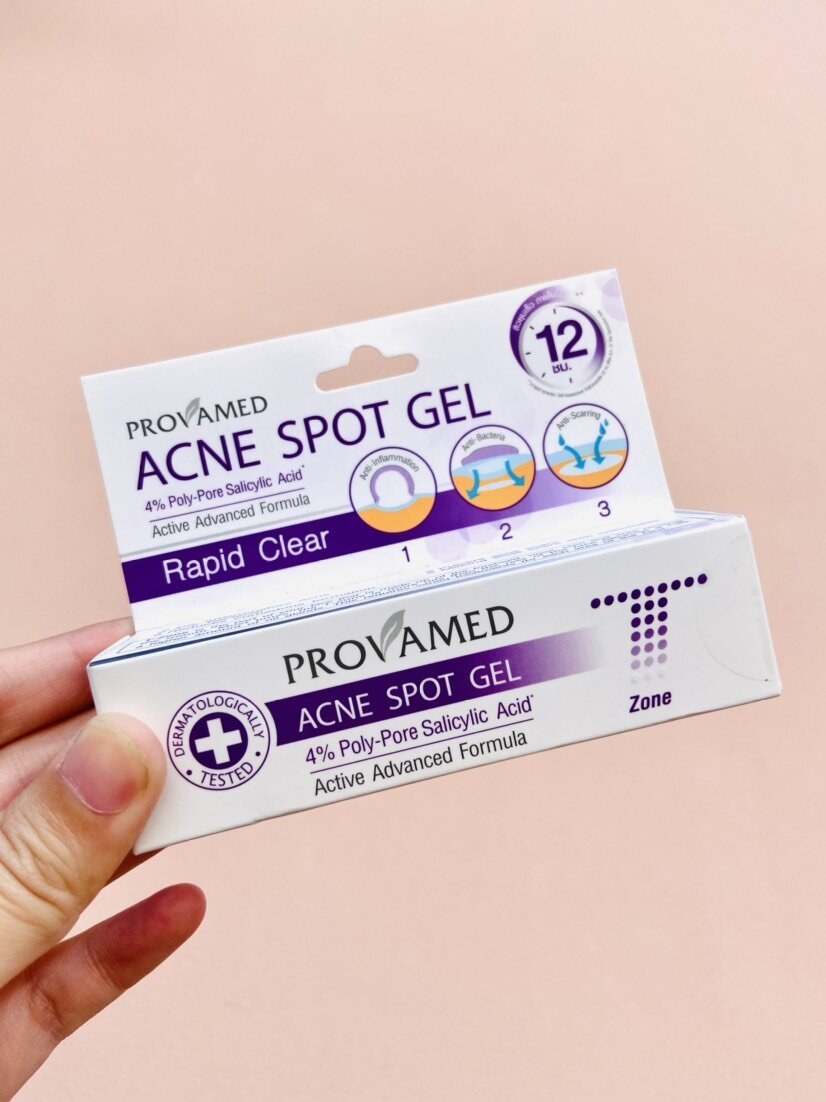 12
ชม.
PROVAMED
ACNE SPOT GEL
4% Poly-Pore Salicylic Acid*
Active Advanced Formula
Rapid Clear
Anti-Inflammation
Anti-Bacteria
Anti-Scarring
1
2
3
PROVAMED
ACNE SPOT GEL
4% Poly-Pore Salicylic Acid*
Active Advanced Formula
DERMATOLOGICALLY
• TESTED •
T
Zone